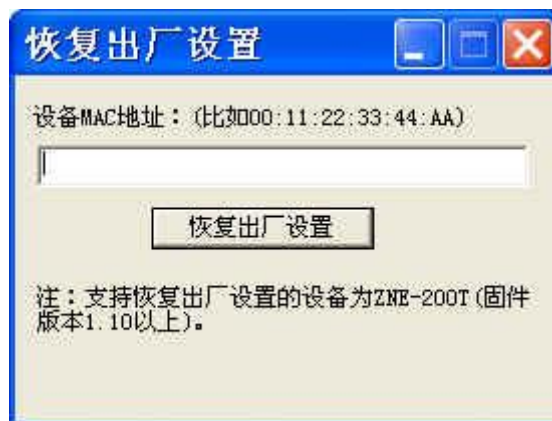 恢复出厂设置
设备MAC地址：(比如00:11:22:33:44:AA)
恢复出厂设置
注：支持恢复出厂设置的设备为ZNE-200T(固件
版本1.10以上)。